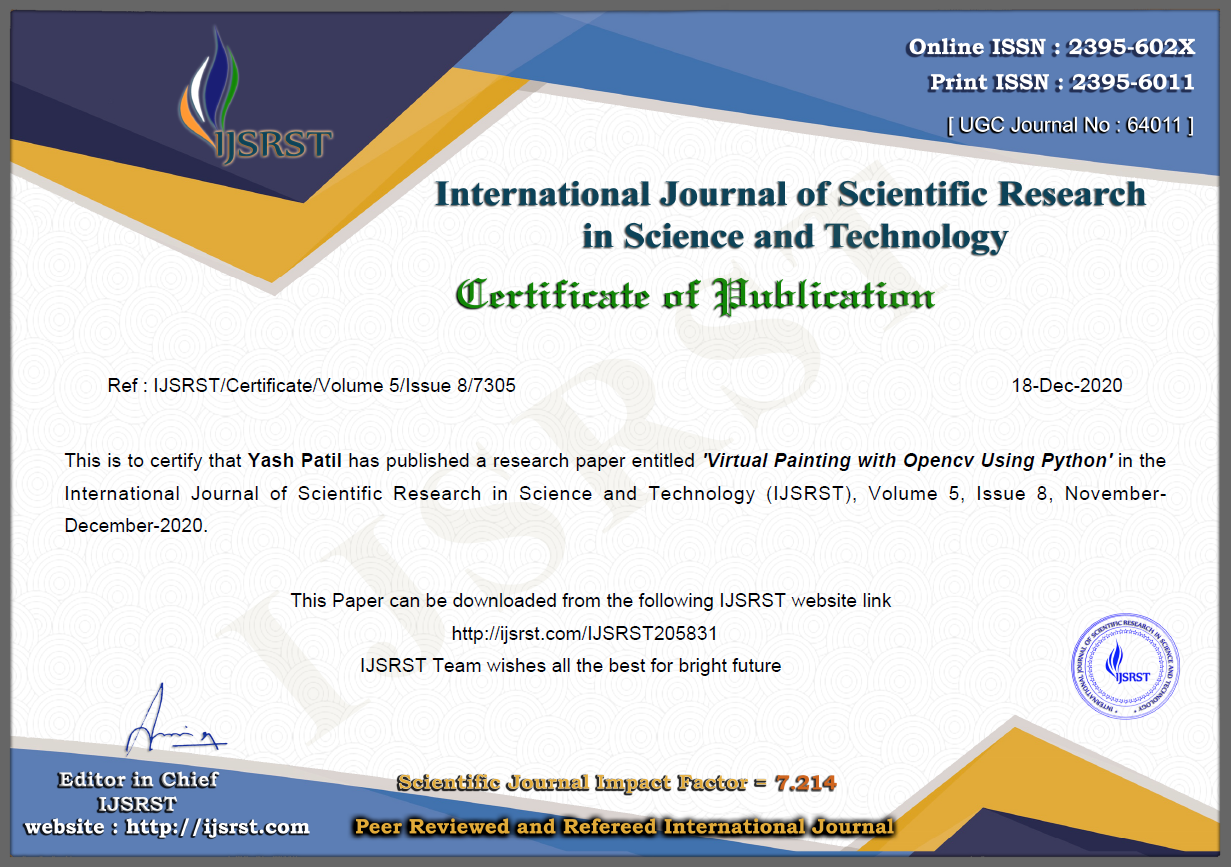 IJSRST
Online ISSN : 2395-602X
Print ISSN : 2395-6011
[ UGC Journal No : 64011 ]
International Journal of Scientific Research
in Science and Technology
Certificate of Publication
Ref : IJSRST/Certificate/Volume 5/Issue 8/7305
18-Dec-2020
This is to certify that Yash Patil has published a research paper entitled 'Virtual Painting with Opencv Using Python' in the
International Journal of Scientific Research in Science and Technology (IJSRST), Volume 5, Issue 8, November-
December-2020.
This Paper can be downloaded from the following IJSRST website link
http://ijsrst.com/IJSRST205831
IJSRST Team wishes all the best for bright future
IJSRST
INTERNATIONAL JOURNAL OF SCIENTIFIC RESEARCH IN SCIENCE AND TECHNOLOGY
IJSRST
Editor in Chief
IJSRST
website : http://ijsrst.com
Scientific Journal Impact Factor = 7.214
Peer Reviewed and Refereed International Journal